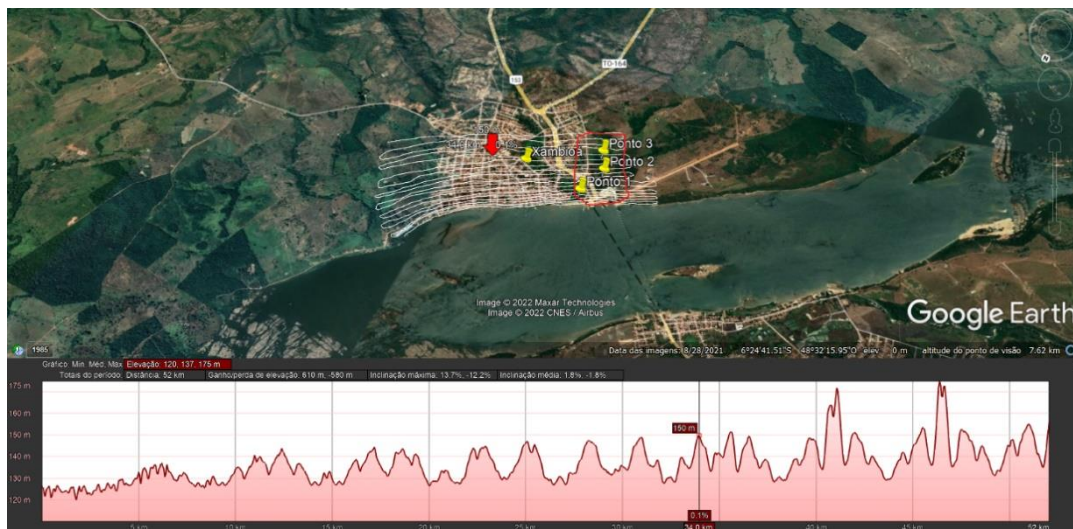 TO-164
153
Xambioá
Ponto 3
Ponto 2
Ponto 1
Image © 2022 Maxar Technologies
Image © 2022 CNES / Airbus
Google Earth
1985
Data das imagens: 8/28/2021 6°24'41.51"S 48°32'15.95"O elev 0 m altitude do ponto de visão 7.62 km
Gráfico: Mín, Méd, Máx Elevação: 120, 137, 175 m
Totais do período: Distância: 52 km Ganho/perda de elevação: 610 m, -580 m Inclinação máxima: 13.7%, -12.2% Inclinação média: 1.8%, -1.8%
175 m
160 m
150 m
150 m
140 m
130 m
120 m
0.1%
5 km 10 km 15 km 20 km 25 km 30 km 34.0 km 40 km 45 km 52 km